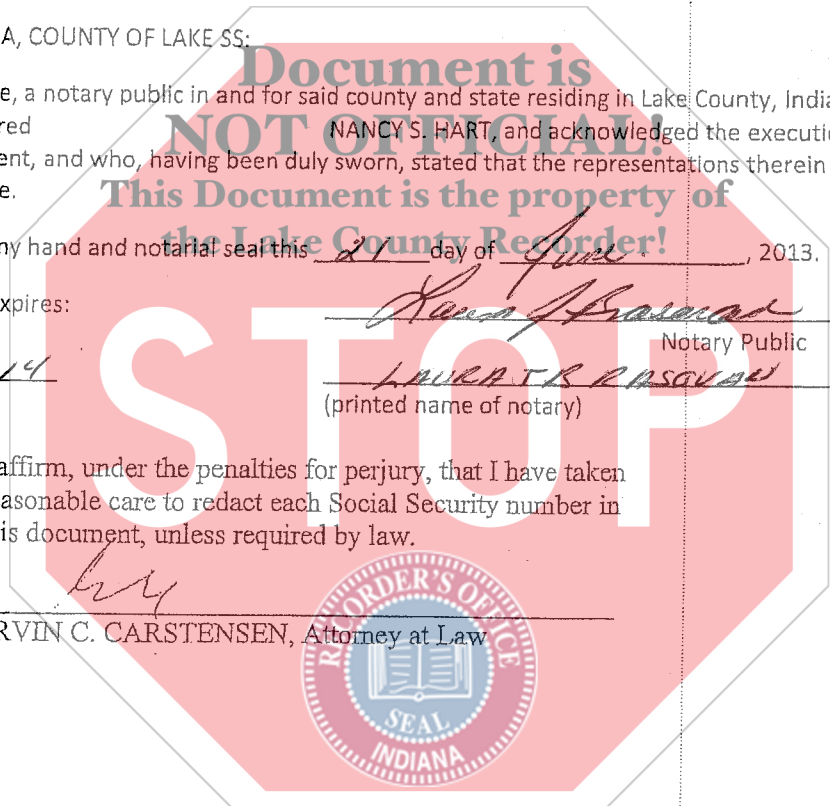 A, COUNTY OF LAKE SS:
Document is
e, a notary public in and for said county and state residing in Lake County, India
NOT OFFICIAL!
red NANCY S. HART, and acknowledged the executi
ent, and who, having been duly sworn, stated that the representations therein
e.
This Document is the property of
the Lake County Recorder!
ny hand and notarial seal this 21 day of June, 2013.
xpires:
Notary Public
14
LAURA J BRASOVAN
(printed name of notary)
STOP
affirm, under the penalties for perjury, that I have taken
asonable care to redact each Social Security number in
is document, unless required by law.
RVIN C. CARSTENSEN, Attorney at Law
RECORDER'S OFFICE
SEAL
INDIANA